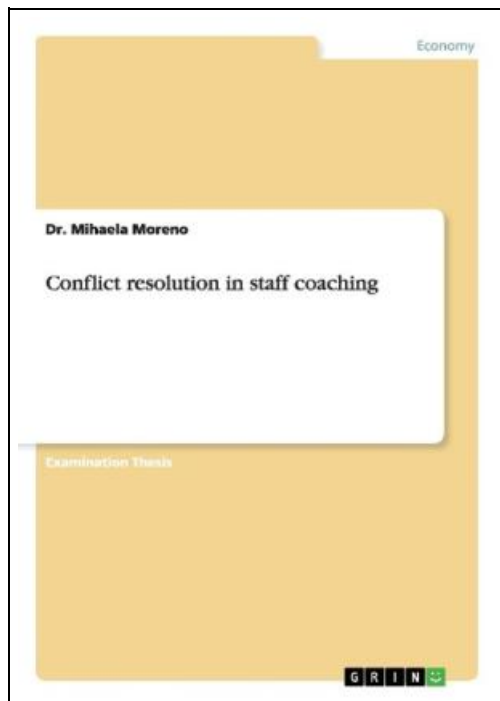 Economy
Dr. Mihaela Moreno
Conflict resolution in staff coaching
Examination Thesis
GRIN